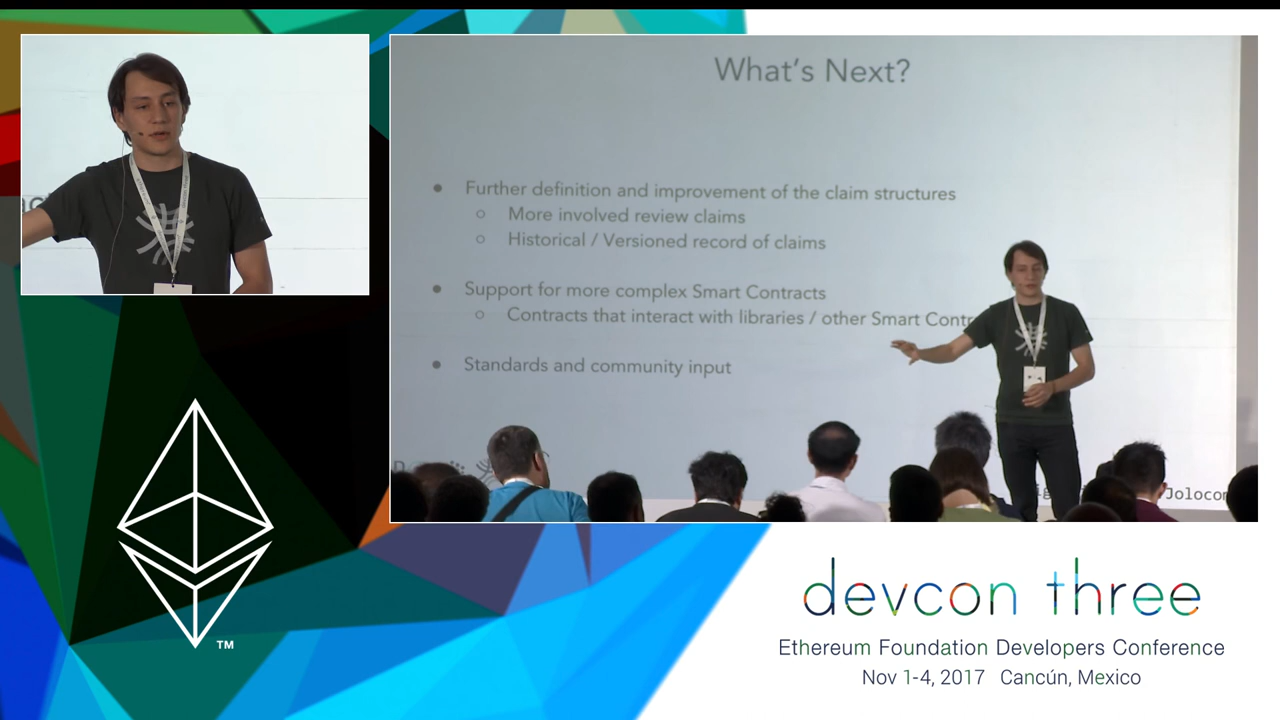 What's Next?
Further definition and improvement of the claim structures
More involved review claims
Historical / Versioned record of claims
Support for more complex Smart Contracts
Contracts that interact with libraries / other Smart
Standards and community input
TM
devcon three
Ethereum Foundation Developers Conference
Nov 1-4, 2017 Cancún, Mexico